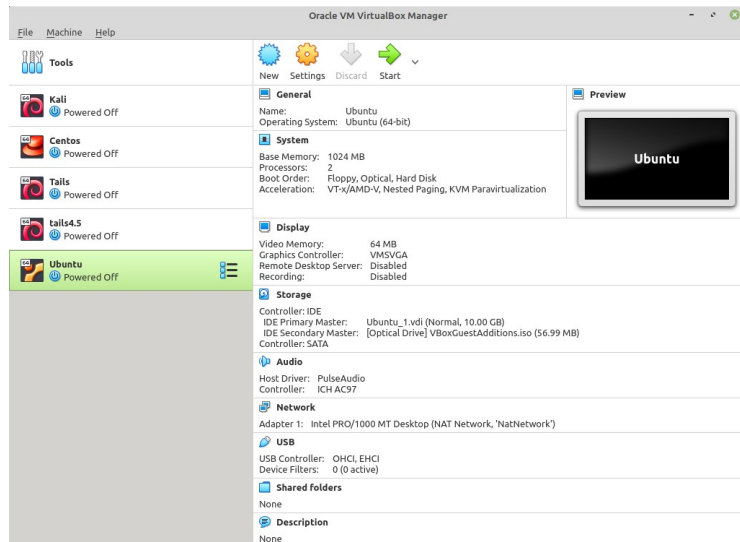 Oracle VM VirtualBox Manager
File Machine Help
Tools
64 Kali
Powered Off
64 Centos
Powered Off
64 Tails
Powered Off
64 tails4.5
Powered Off
64 Ubuntu
Powered Off
New Settings Discard Start
General
Name: Ubuntu
Operating System: Ubuntu (64-bit)
Preview
Ubuntu
System
Base Memory: 1024 MB
Processors: 2
Boot Order: Floppy, Optical, Hard Disk
Acceleration: VT-x/AMD-V, Nested Paging, KVM Paravirtualization
Display
Video Memory: 64 MB
Graphics Controller: VMSVGA
Remote Desktop Server: Disabled
Recording: Disabled
Storage
Controller: IDE
IDE Primary Master: Ubuntu_1.vdi (Normal, 10.00 GB)
IDE Secondary Master: [Optical Drive] VBoxGuestAdditions.iso (56.99 MB)
Controller: SATA
Audio
Host Driver: PulseAudio
Controller: ICH AC97
Network
Adapter 1: Intel PRO/1000 MT Desktop (NAT Network, 'NatNetwork')
USB
USB Controller: OHCI, EHCI
Device Filters: 0 (0 active)
Shared folders
None
Description
None